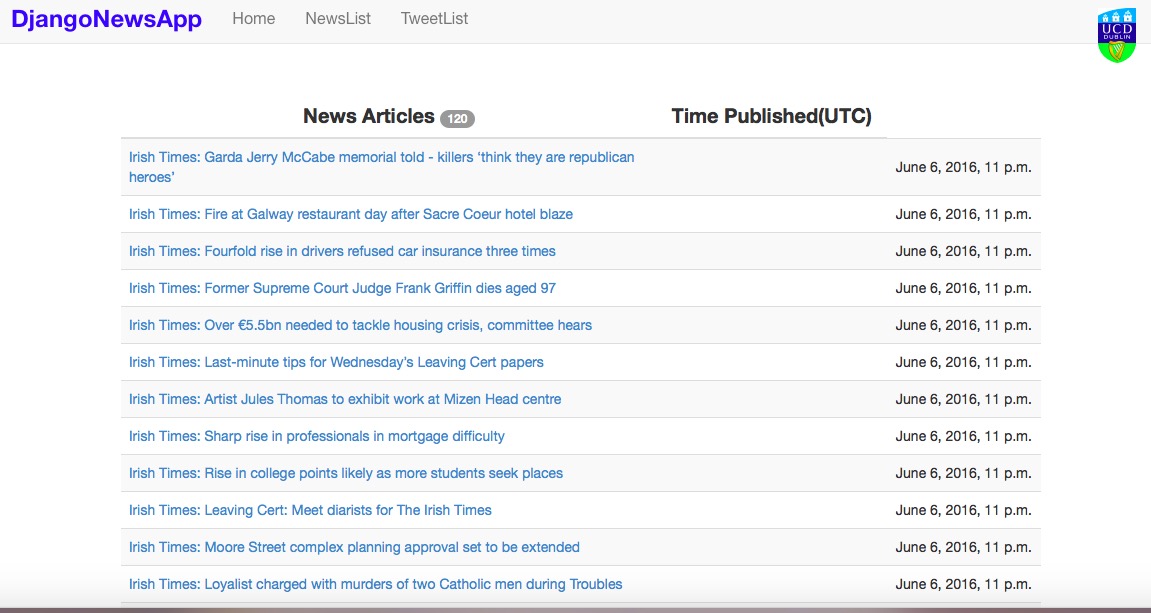 DjangoNewsApp Home NewsList TweetList
UCD
DUBLIN
News Articles 120 Time Published(UTC)
Irish Times: Garda Jerry McCabe memorial told - killers ‘think they are republican
heroes’ June 6, 2016, 11 p.m.
Irish Times: Fire at Galway restaurant day after Sacre Coeur hotel blaze June 6, 2016, 11 p.m.
Irish Times: Fourfold rise in drivers refused car insurance three times June 6, 2016, 11 p.m.
Irish Times: Former Supreme Court Judge Frank Griffin dies aged 97 June 6, 2016, 11 p.m.
Irish Times: Over €5.5bn needed to tackle housing crisis, committee hears June 6, 2016, 11 p.m.
Irish Times: Last-minute tips for Wednesday’s Leaving Cert papers June 6, 2016, 11 p.m.
Irish Times: Artist Jules Thomas to exhibit work at Mizen Head centre June 6, 2016, 11 p.m.
Irish Times: Sharp rise in professionals in mortgage difficulty June 6, 2016, 11 p.m.
Irish Times: Rise in college points likely as more students seek places June 6, 2016, 11 p.m.
Irish Times: Leaving Cert: Meet diarists for The Irish Times June 6, 2016, 11 p.m.
Irish Times: Moore Street complex planning approval set to be extended June 6, 2016, 11 p.m.
Irish Times: Loyalist charged with murders of two Catholic men during Troubles June 6, 2016, 11 p.m.